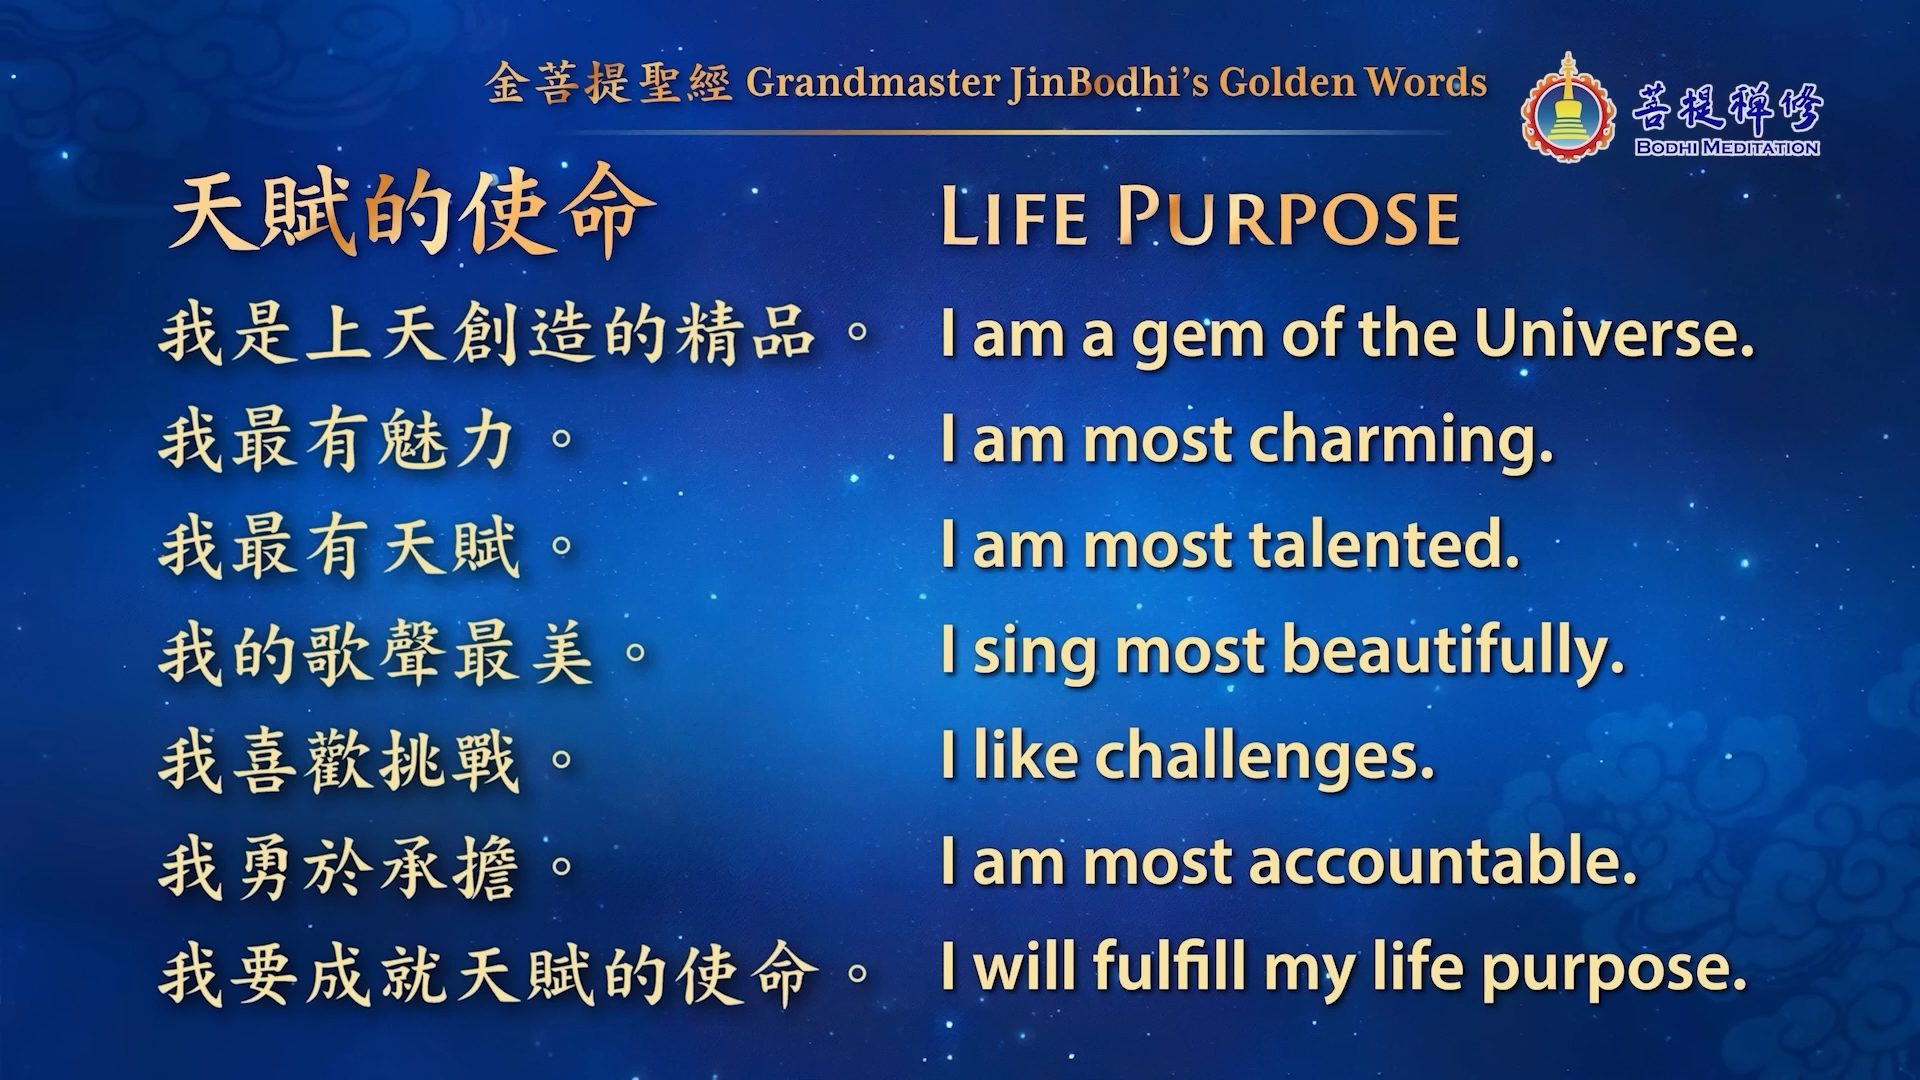 金菩提聖經 Grandmaster JinBodhi's Golden Words
菩提禪修
BODHI MEDITATION
天賦的使命
我是上天創造的精品。
我最有魅力。
我最有天賦。
我的歌聲最美。
我喜歡挑戰。
我勇於承擔。
我要成就天賦的使命。
LIFE PURPOSE
I am a gem of the Universe.
I am most charming.
I am most talented.
I sing most beautifully.
I like challenges.
I am most accountable.
I will fulfill my life purpose.